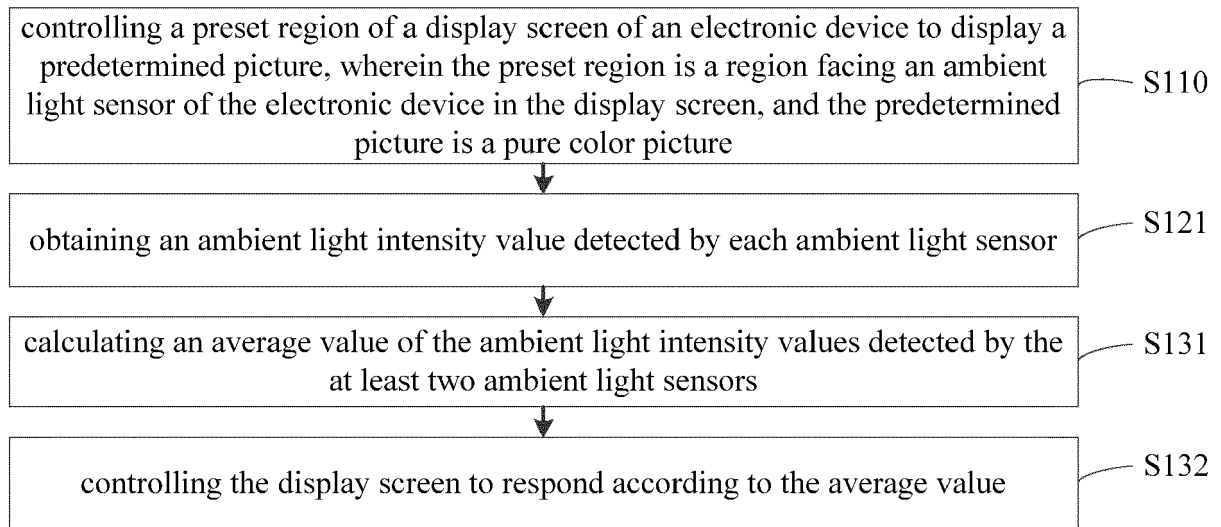 controlling a preset region of a display screen of an electronic device to display a
predetermined picture, wherein the preset region is a region facing an ambient
light sensor of the electronic device in the display screen, and the predetermined
picture is a pure color picture
S110
obtaining an ambient light intensity value detected by each ambient light sensor
S121
calculating an average value of the ambient light intensity values detected by the
at least two ambient light sensors
S131
controlling the display screen to respond according to the average value
S132